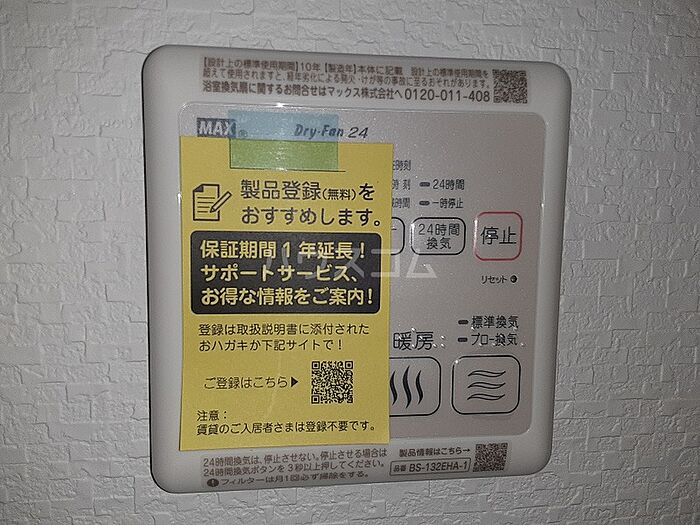 【設計上の標準使用期間】10年 【製造年】本体に記載 設計上の標準使用期間を
超えて使用されますと、経年劣化による発火・けが等の事故に至るおそれがあります。
浴室換気扇に関するお問合せはマックス株式会社へ 0120-011-408
MAX® Dry-Fan 24
製品登録(無料)を
おすすめします。
保証期間1年延長!
サポートサービス、
お得な情報をご案内!
登録は取扱説明書に添付された
おハガキか下記サイトで!
ご登録はこちら▶
注意:
賃貸のご入居者さまは登録不要です。
時刻
24時間
一時停止
24時間
換気
停止
リセット
暖房
標準換気
ブロー換気
ハウスコム
24時間換気は、停止させない。停止させる場合は
24時間換気ボタンを3秒以上押してください。
フィルターは月1回必ず掃除をする。
製品情報はこちら→
品番 BS-132EHA-1